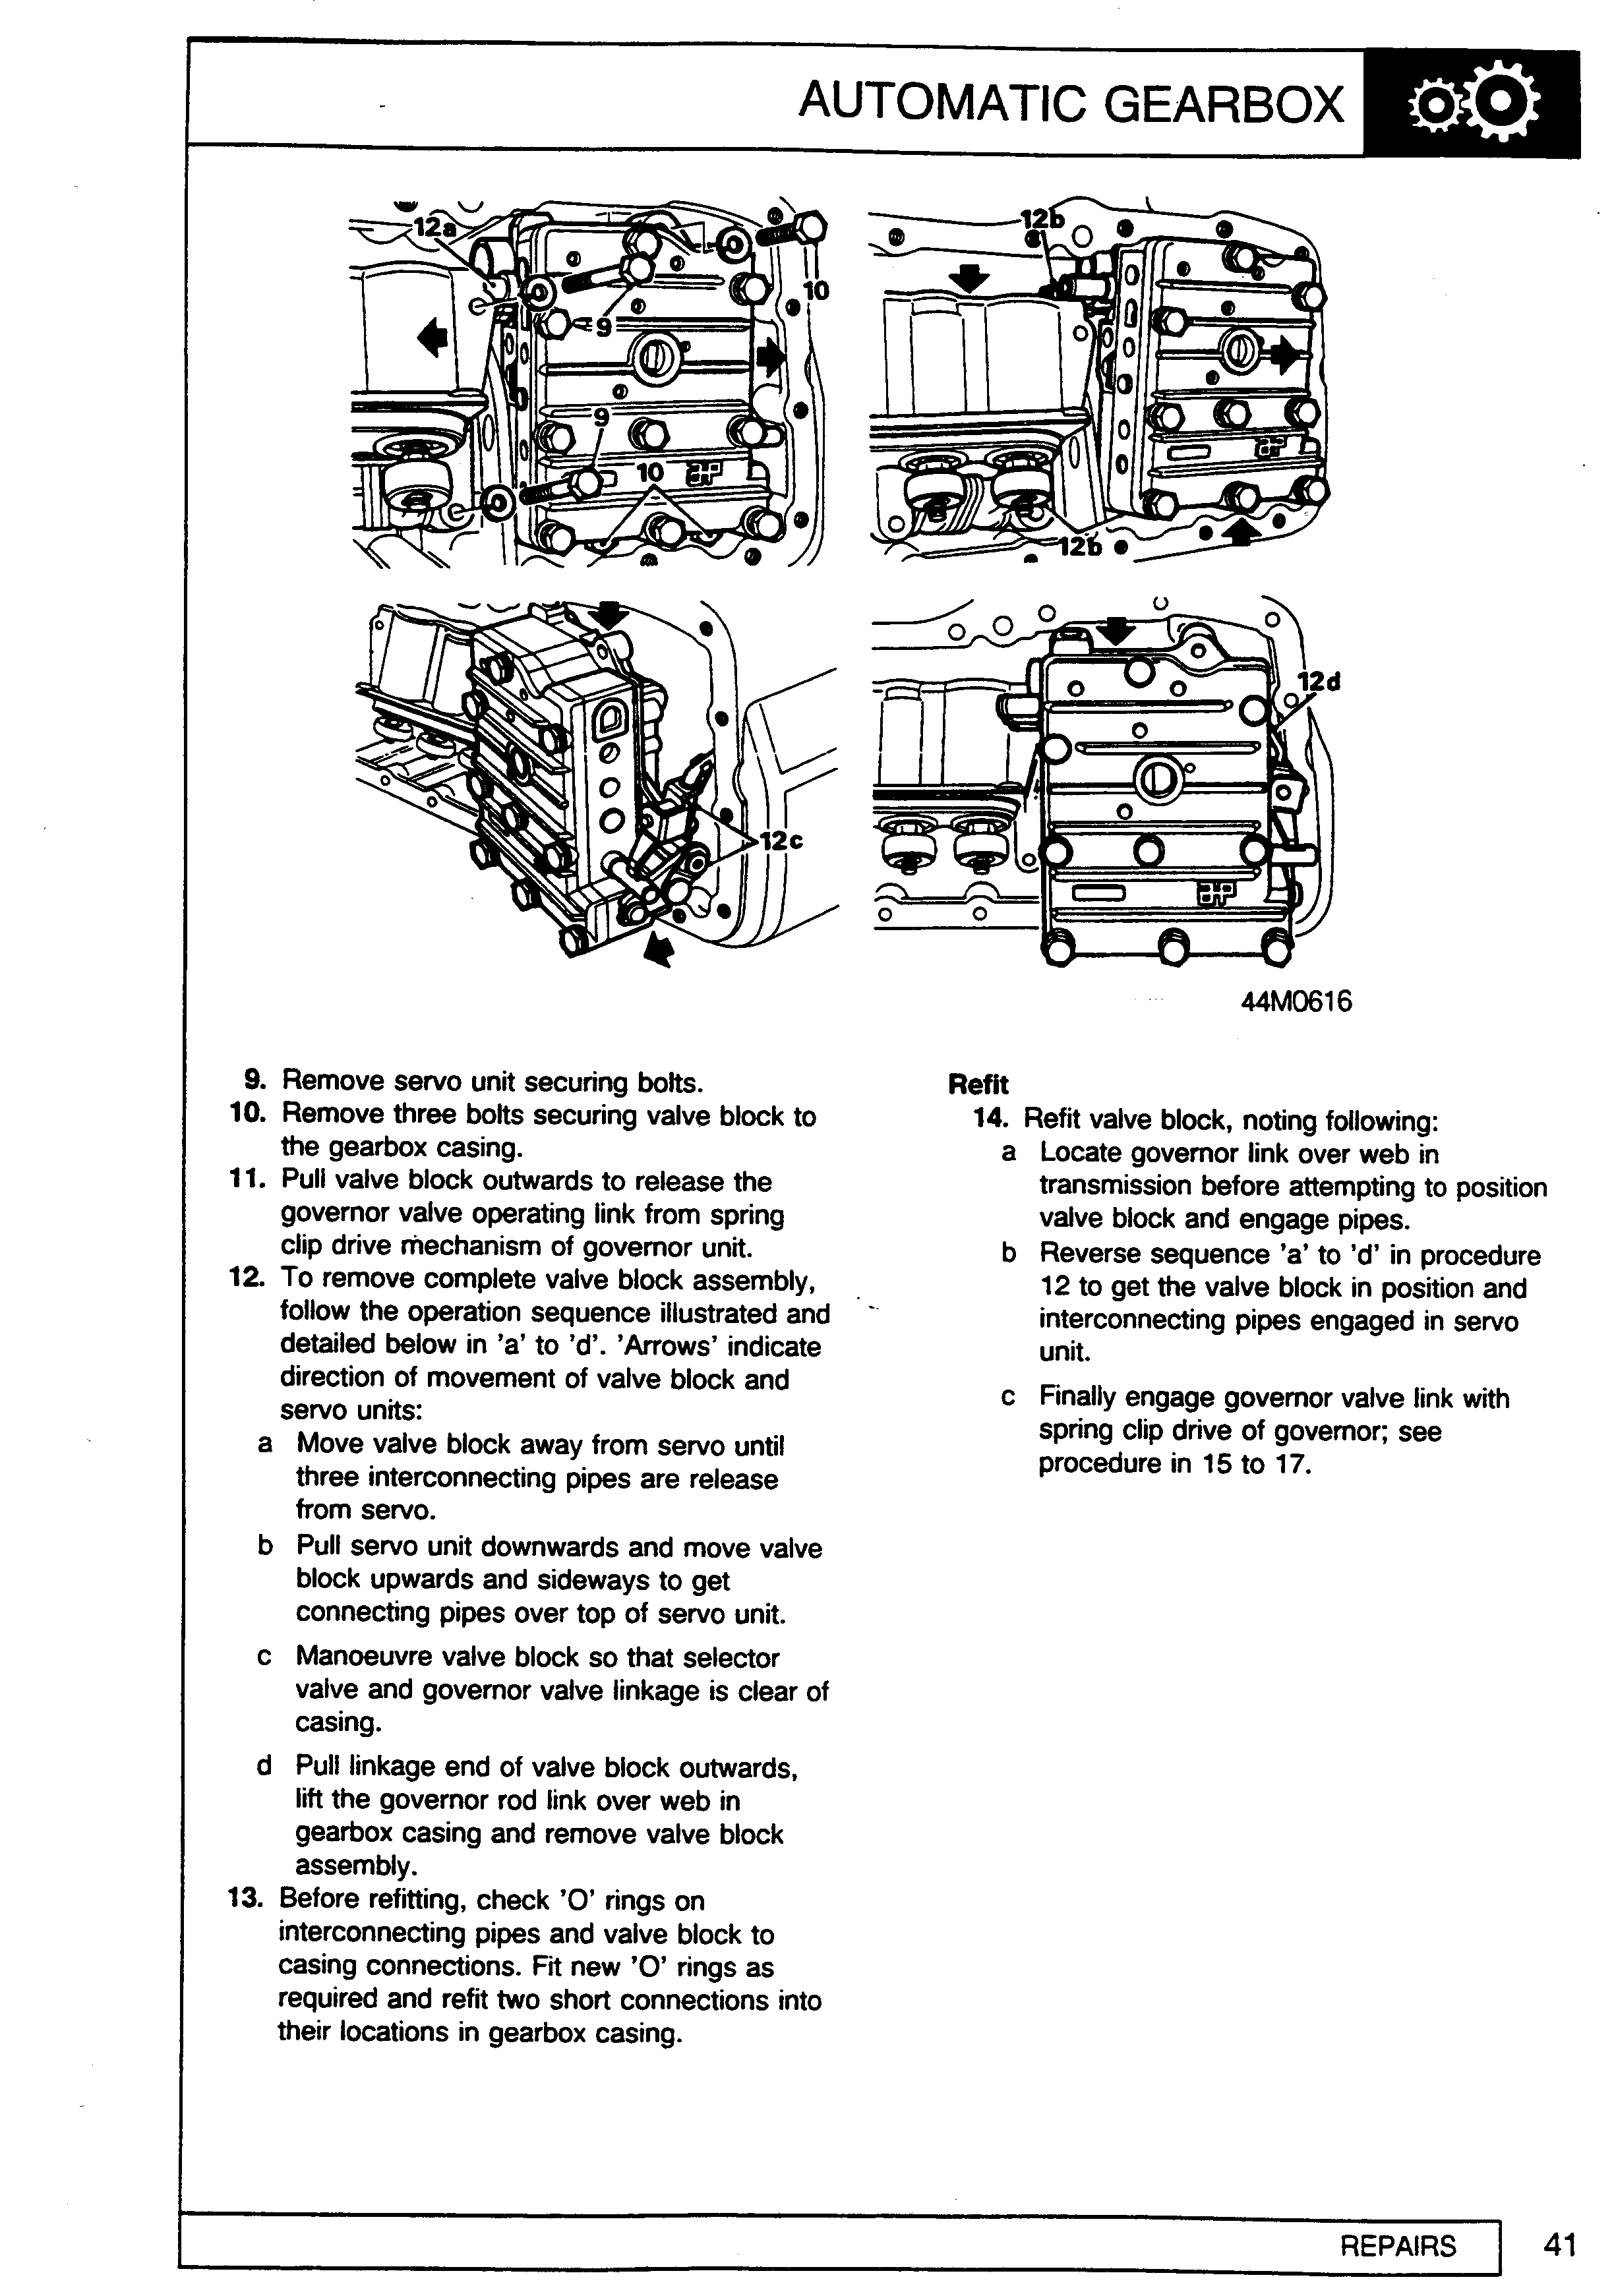 AUTOMATIC GEARBOX
12a
10
9
9
10
12b
12b
12c
12d
44M0616
9. Remove servo unit securing bolts.
10. Remove three bolts securing valve block to
the gearbox casing.
11. Pull valve block outwards to release the
governor valve operating link from spring
clip drive mechanism of governor unit.
12. To remove complete valve block assembly,
follow the operation sequence illustrated and
detailed below in 'a' to 'd'. 'Arrows' indicate
direction of movement of valve block and
servo units:
a Move valve block away from servo until
three interconnecting pipes are release
from servo.
b Pull servo unit downwards and move valve
block upwards and sideways to get
connecting pipes over top of servo unit.
c Manoeuvre valve block so that selector
valve and governor valve linkage is clear of
casing.
d Pull linkage end of valve block outwards,
lift the governor rod link over web in
gearbox casing and remove valve block
assembly.
13. Before refitting, check 'O' rings on
interconnecting pipes and valve block to
casing connections. Fit new 'O' rings as
required and refit two short connections into
their locations in gearbox casing.
Refit
14. Refit valve block, noting following:
a Locate governor link over web in
transmission before attempting to position
valve block and engage pipes.
b Reverse sequence 'a' to 'd' in procedure
12 to get the valve block in position and
interconnecting pipes engaged in servo
unit.
c Finally engage governor valve link with
spring clip drive of governor; see
procedure in 15 to 17.
REPAIRS
41